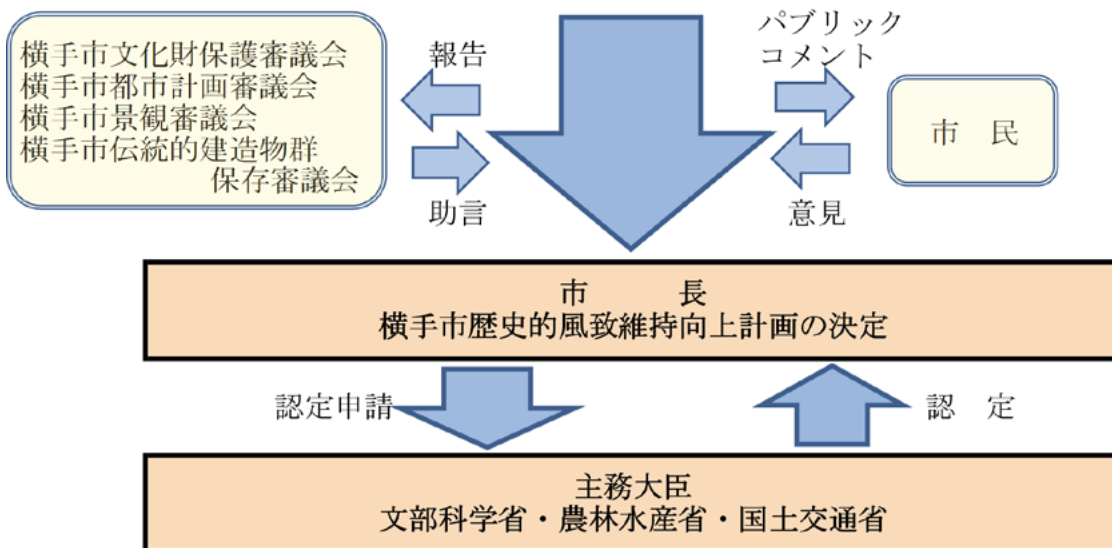 横手市文化財保護審議会
横手市都市計画審議会
横手市景観審議会
横手市伝統的建造物群
保存審議会
報告
助言
パブリック
コメント
意見
市　民
市　　長
横手市歴史的風致維持向上計画の決定
認定申請
認　定
主務大臣
文部科学省・農林水産省・国土交通省